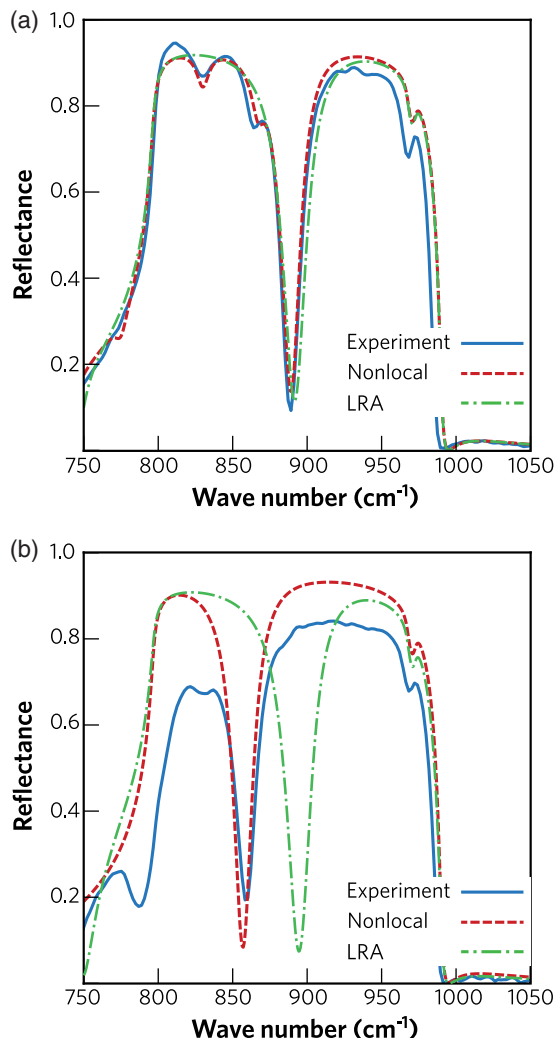 (a)
1.0
0.8
0.6
0.4
0.2
Reflectance
Experiment
Nonlocal
LRA
750 800 850 900 950 1000 1050
Wave number (cm⁻¹)
(b)
1.0
0.8
0.6
0.4
0.2
Reflectance
Experiment
Nonlocal
LRA
750 800 850 900 950 1000 1050
Wave number (cm⁻¹)